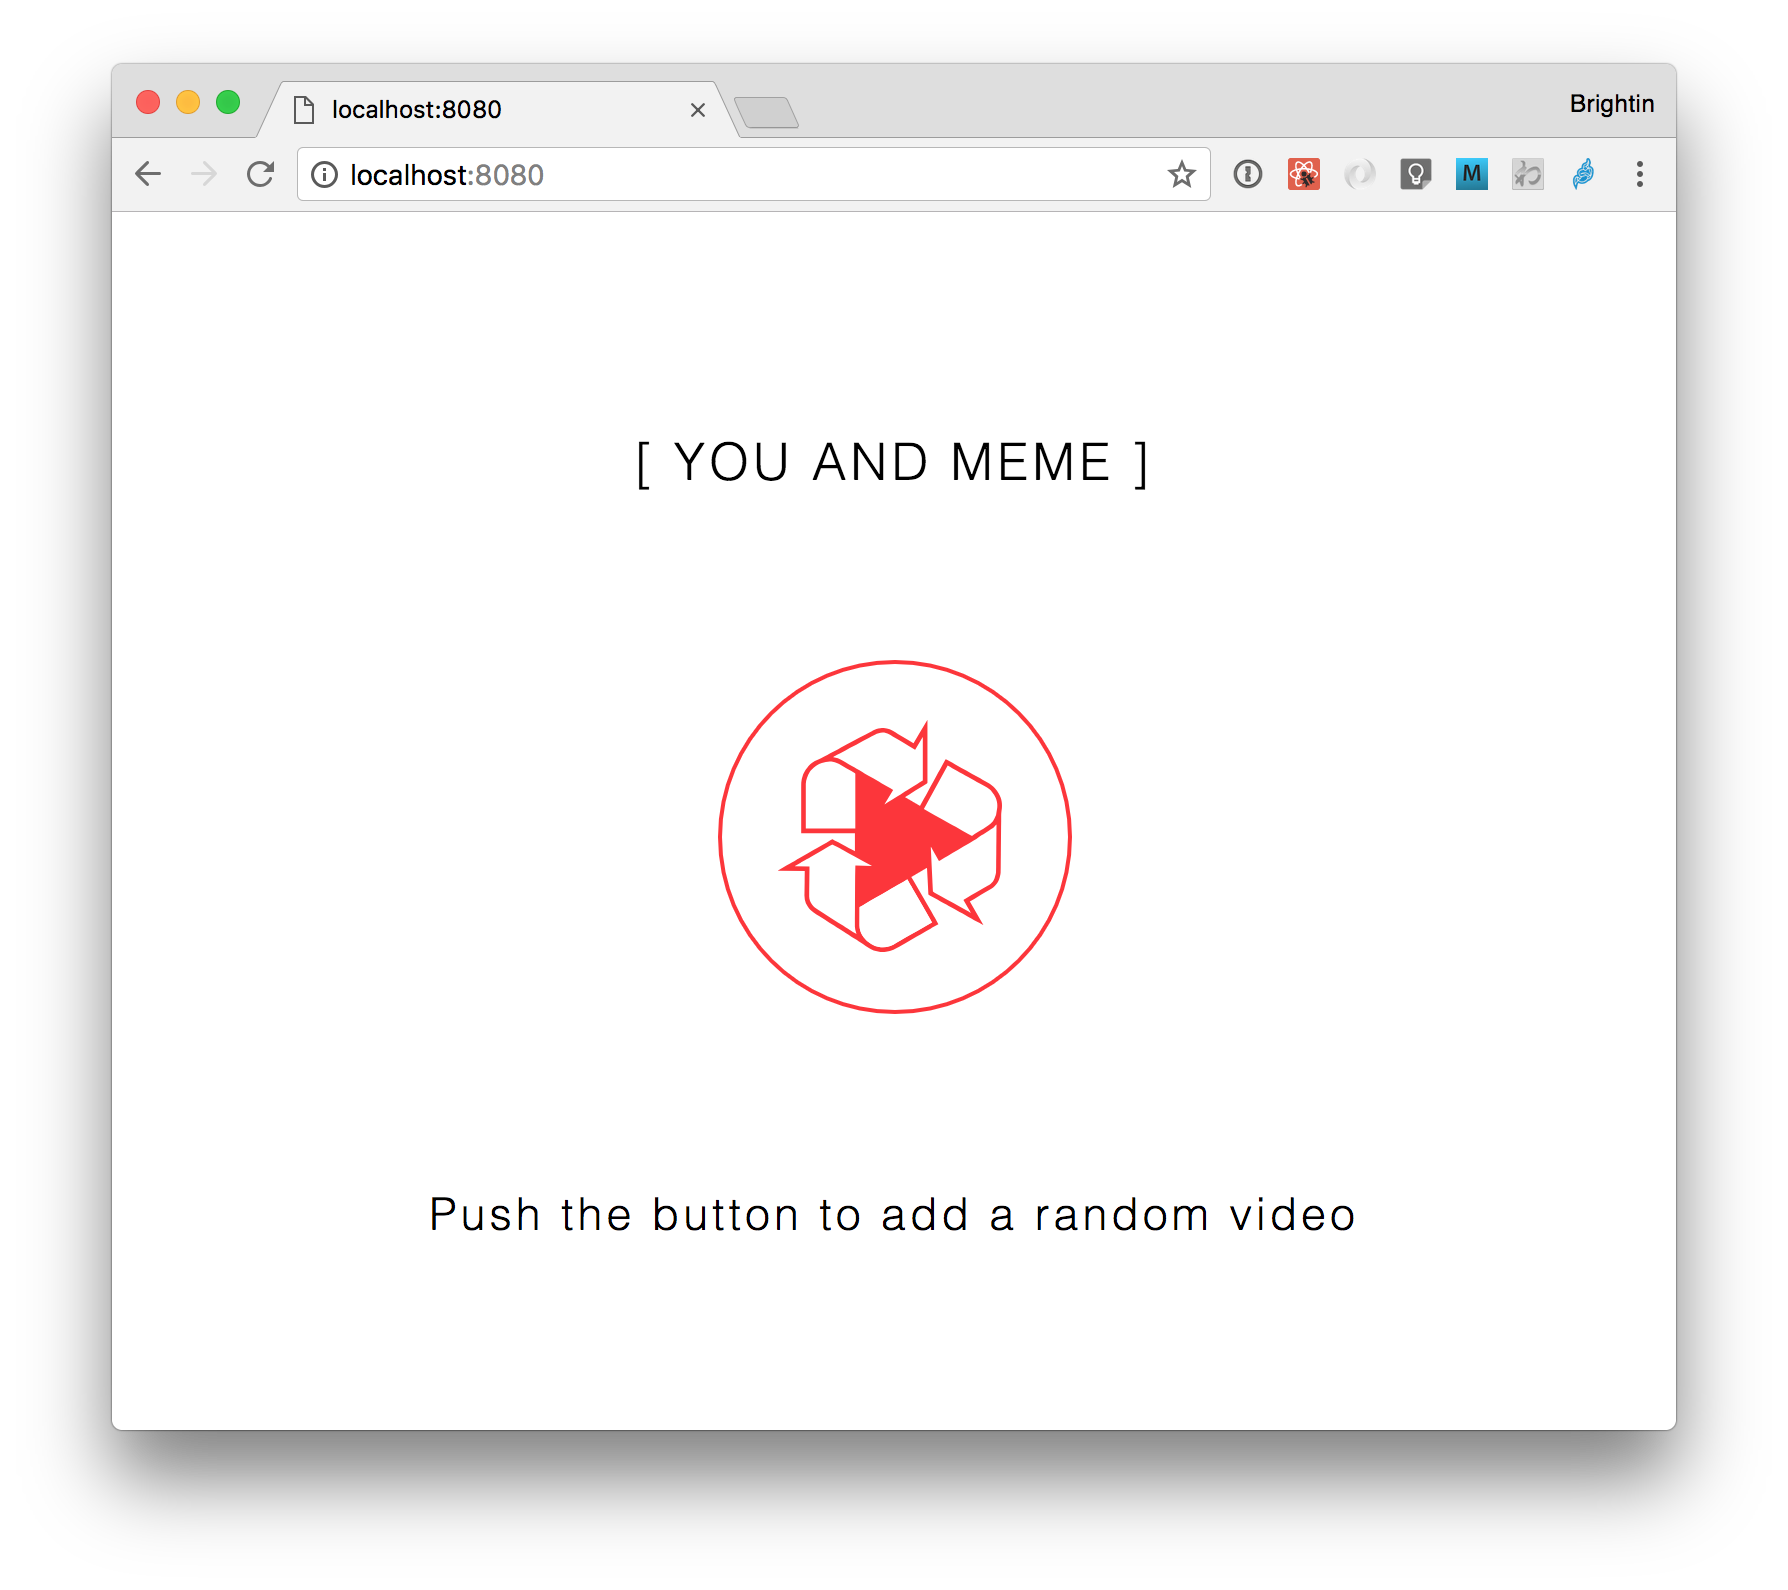 localhost:8080
Brightin
localhost:8080
M
[ YOU AND MEME ]
Push the button to add a random video